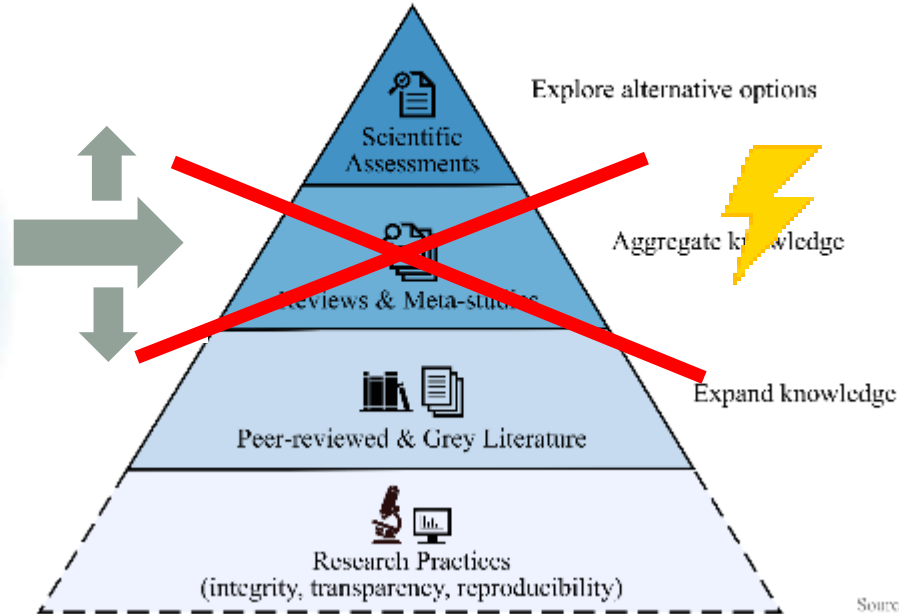 Explore alternative options
Scientific
Assessments
Aggregate knowledge
Reviews & Meta-studies
Expand knowledge
Peer-reviewed & Grey Literature
Research Practices
(integrity, transparency, reproducibility)
Sourc